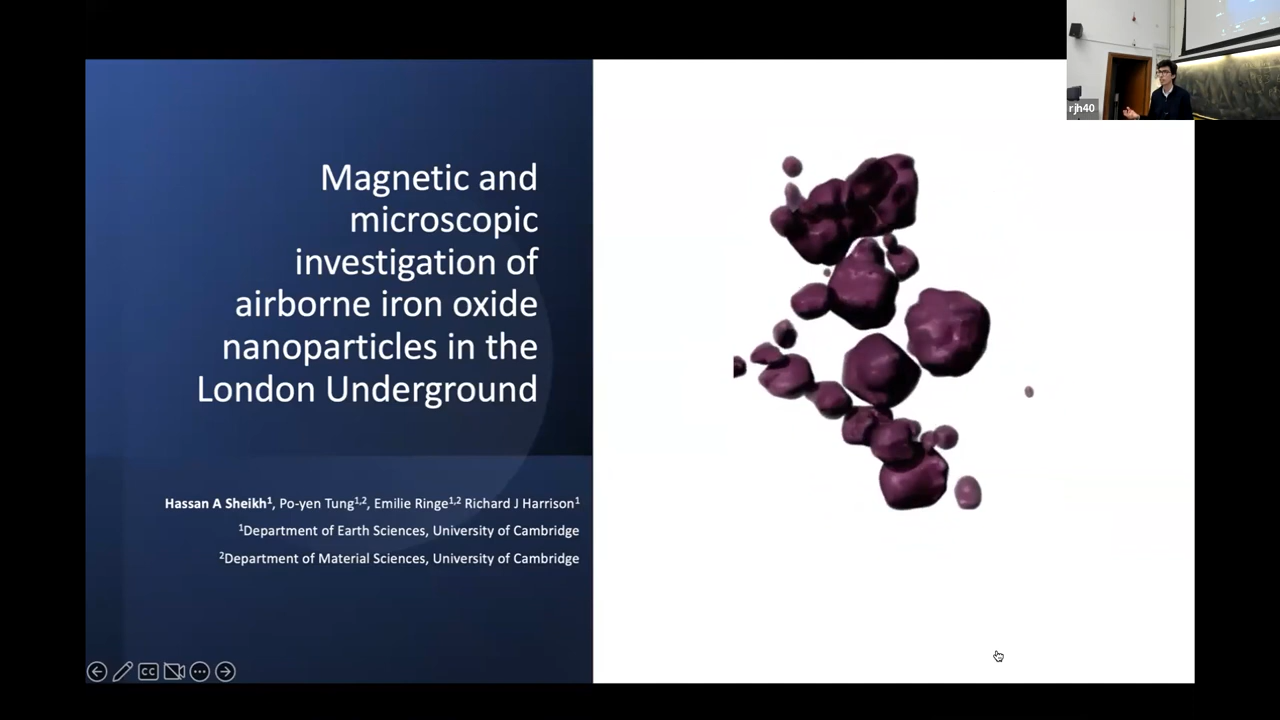 rjh40
Magnetic and
microscopic
investigation of
airborne iron oxide
nanoparticles in the
London Underground
Hassan A Sheikh¹, Po-yen Tung¹,², Emilie Ringe¹,² Richard J Harrison¹
¹Department of Earth Sciences, University of Cambridge
²Department of Material Sciences, University of Cambridge
CC